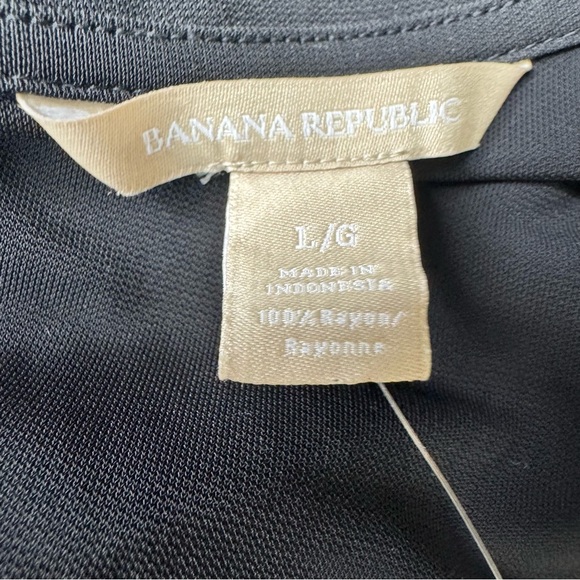 BANANA REPUBLIC
L/G
MADE IN
INDONESIA
100% Rayon/
Rayonne